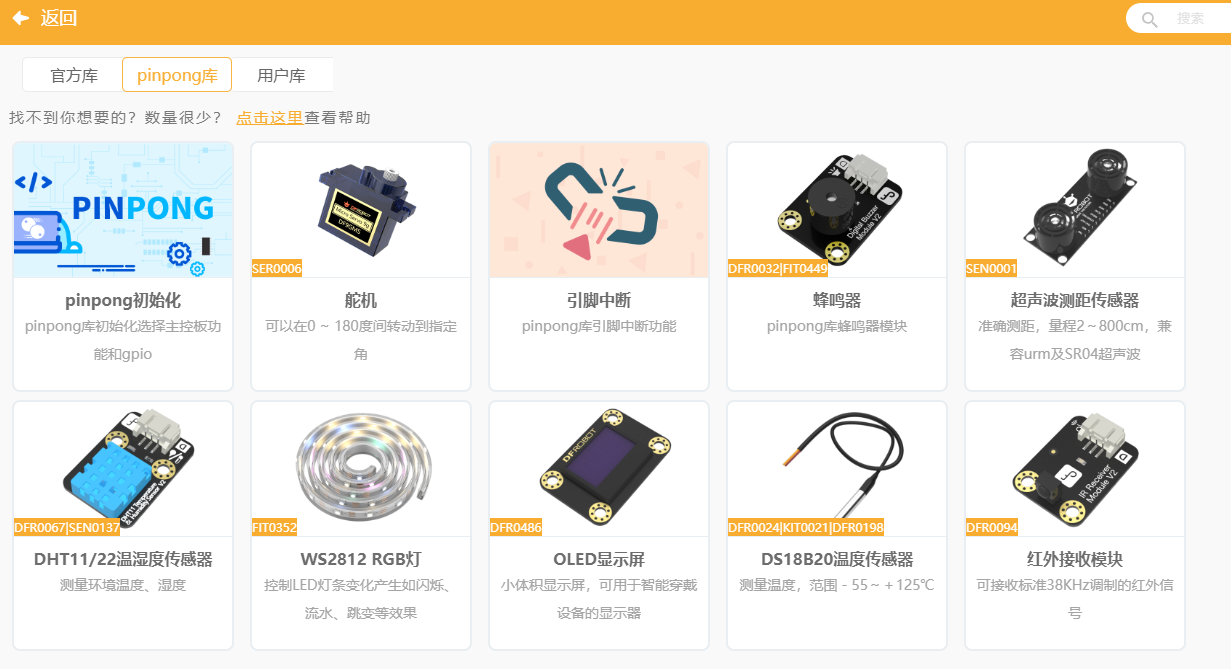 返回
搜索
官方库
pinpong库
用户库
找不到你想要的？数量很少？ 点击这里查看帮助
</>
PINPONG
SER0006
DFR0032|FIT0449
Digital Buzzer
Module V2
SEN0001
pinpong初始化
pinpong库初始化选择主控板功
能和gpio
舵机
可以在0 ~ 180度间转动到指定
角
引脚中断
pinpong库引脚中断功能
蜂鸣器
pinpong库蜂鸣器模块
超声波测距传感器
准确测距，量程2～800cm，兼
容urm及SR04超声波
DHT11 Temperature
& Humidity Sensor V2
DFR0067|SEN0137
FIT0352
DFROBOT
DFR0486
DFR0024|KIT0021|DFR0198
IR Receiver
Module V2
DFR0094
DHT11/22温湿度传感器
测量环境温度、湿度
WS2812 RGB灯
控制LED灯条变化产生如闪烁、
流水、跳变等效果
OLED显示屏
小体积显示屏，可用于智能穿戴
设备的显示器
DS18B20温度传感器
测量温度，范围－55～＋125℃
红外接收模块
可接收标准38KHz调制的红外信
号